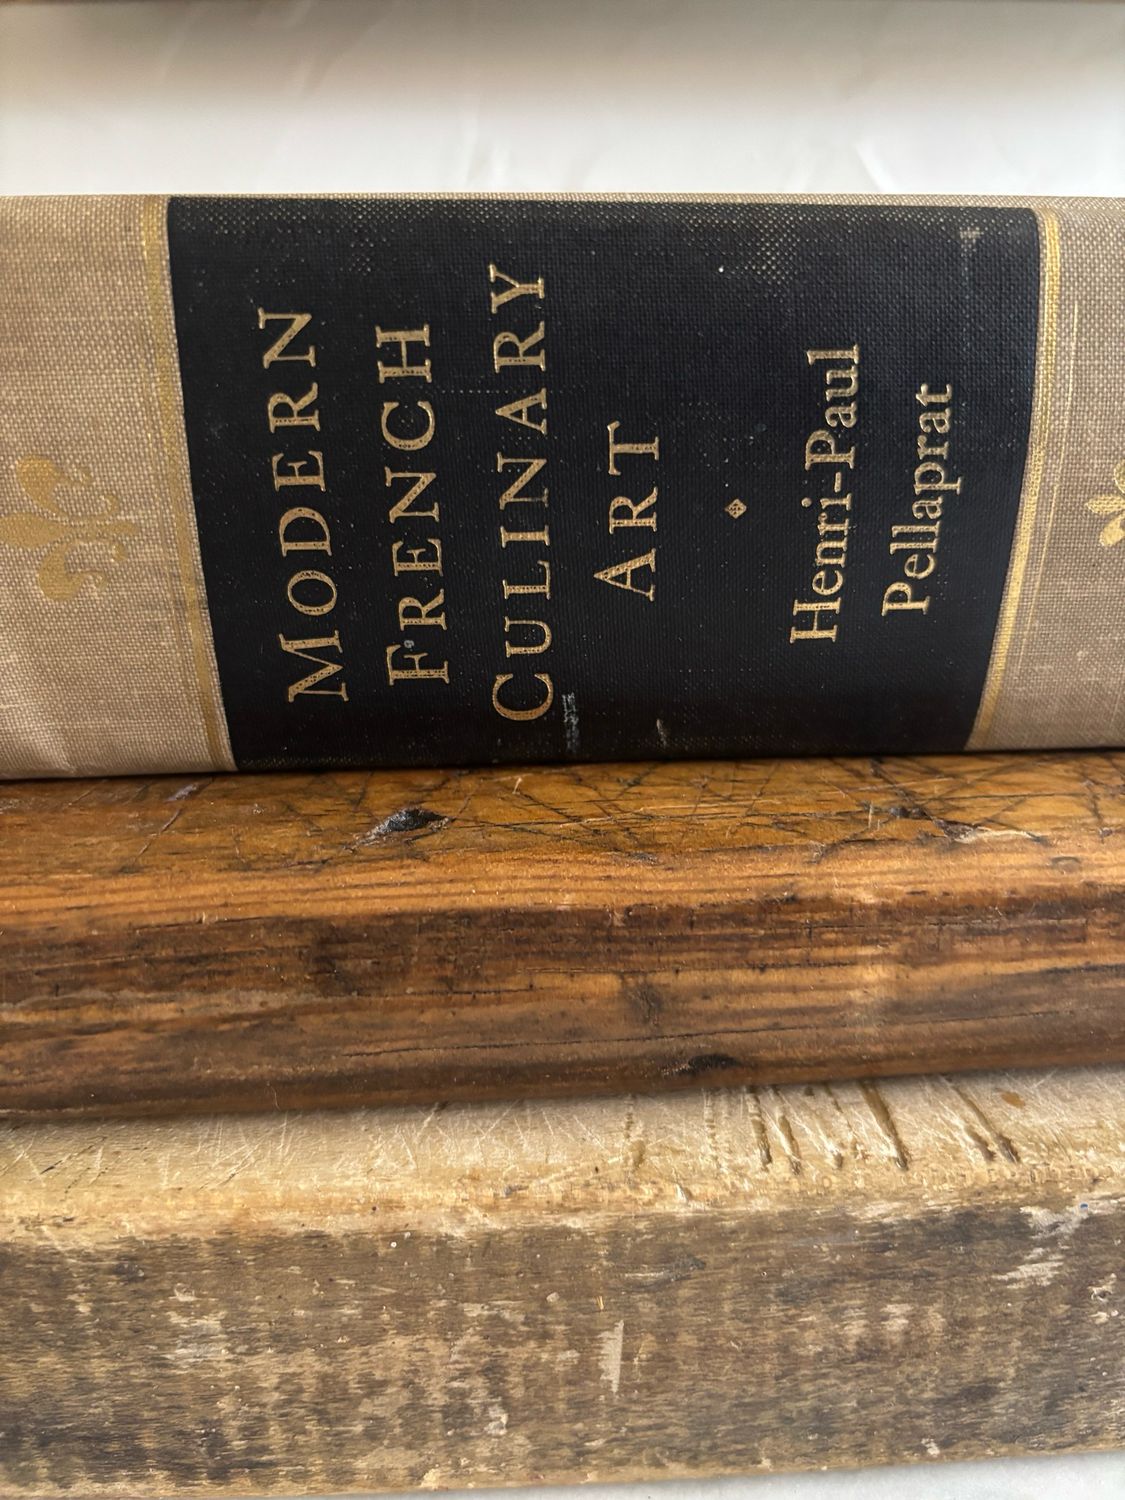 MODERN
FRENCH
CULINARY
ART
Henri-Paul
Pellaprat